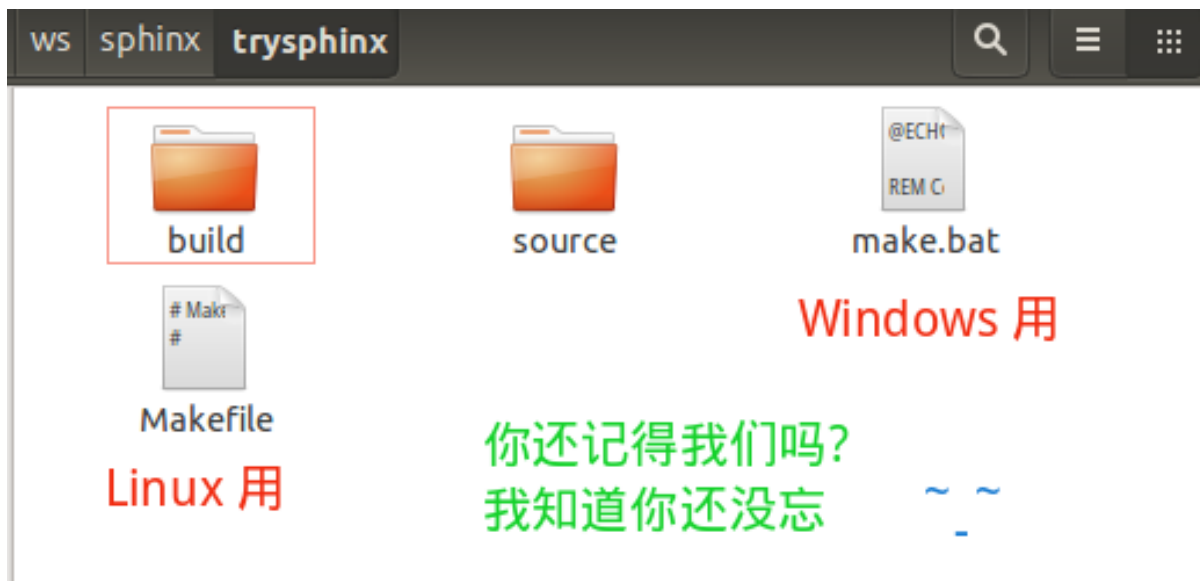 ws sphinx trysphinx
build source make.bat
@ECH
REM C
Windows 用
# Make
#
Makefile
Linux 用
你还记得我们吗?
我知道你还没忘 ~ ~
-